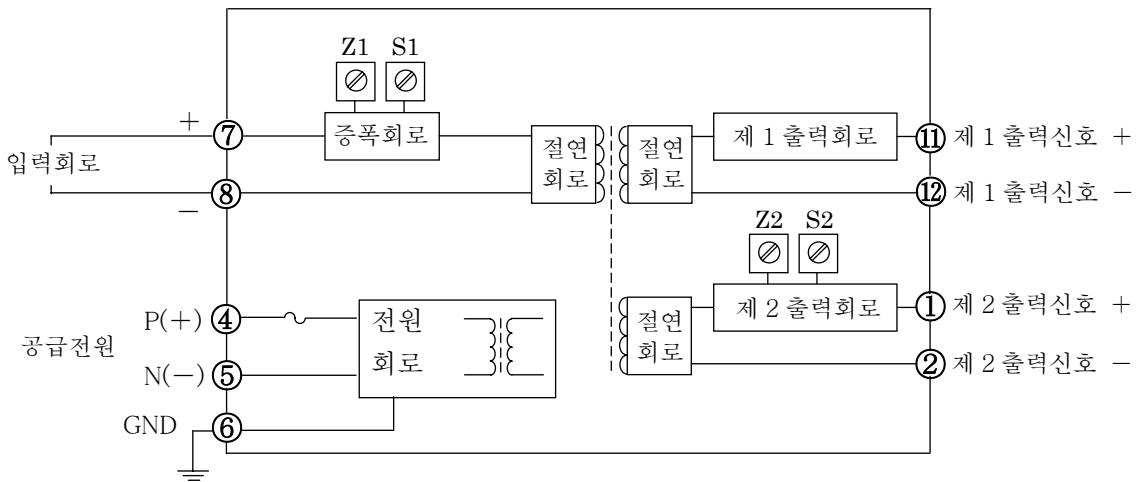 Z1 S1
+
⑦
증폭회로
입력회로
⑧
−
절연
회로
절연
회로
제 1 출력회로
⑪ 제 1 출력신호 +
⑫ 제 1 출력신호 −
Z2 S2
제 2 출력회로
절연
회로
① 제 2 출력신호 +
② 제 2 출력신호 −
공급전원
P(+) ④
N(−) ⑤
GND ⑥
전원
회로